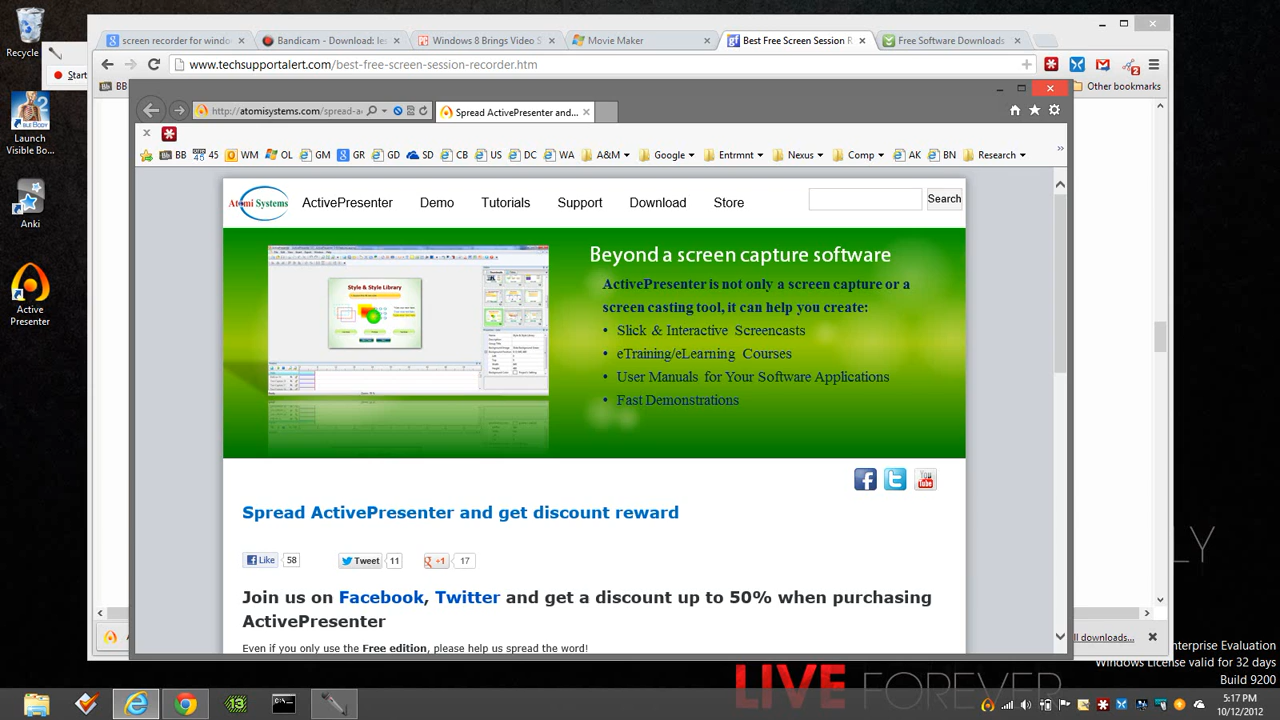 Recycle
Start
Launch
Visible Bo...
Anki
Active
Presenter
screen recorder for windo
Bandicam - Download: le
Windows 8 Brings Video S
Movie Maker
Best Free Screen Session R
Free Software Downloads
www.techsupportalert.com/best-free-screen-session-recorder.htm
BB
Other bookmarks
http://atomisystems.com/spread-a
Spread ActivePresenter and...
BB 45 WM OL GM GR GD SD CB US DC WA A&M Google Entrmnt Nexus Comp AK BN Research
Atomi Systems
ActivePresenter Demo Tutorials Support Download Store
Search
Style & Style Library
Beyond a screen capture software
ActivePresenter is not only a screen capture or a
screen casting tool, it can help you create:
• Slick & Interactive Screencasts
• eTraining/eLearning Courses
• User Manuals for Your Software Applications
• Fast Demonstrations
You
Tube
Spread ActivePresenter and get discount reward
Like 58
Tweet 11
+1 17
Join us on Facebook, Twitter and get a discount up to 50% when purchasing
ActivePresenter
Even if you only use the Free edition, please help us spread the word!
ll downloads...
LY
LIVE FOREVER
nterprise Evaluation
Windows License valid for 32 days
Build 9200
5:17 PM
10/12/2012